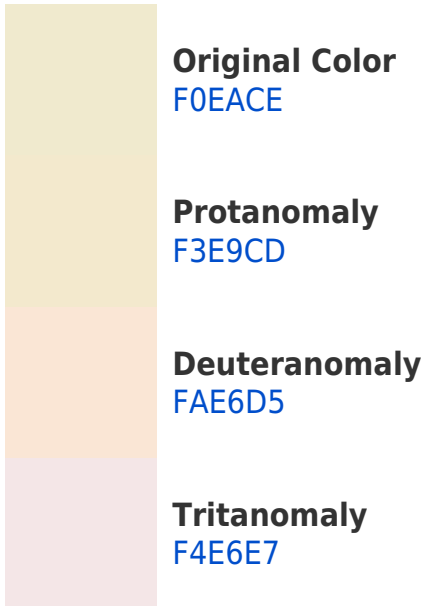 Original Color
F0EACE
Protanomaly
F3E9CD
Deuteranomaly
FAE6D5
Tritanomaly
F4E6E7